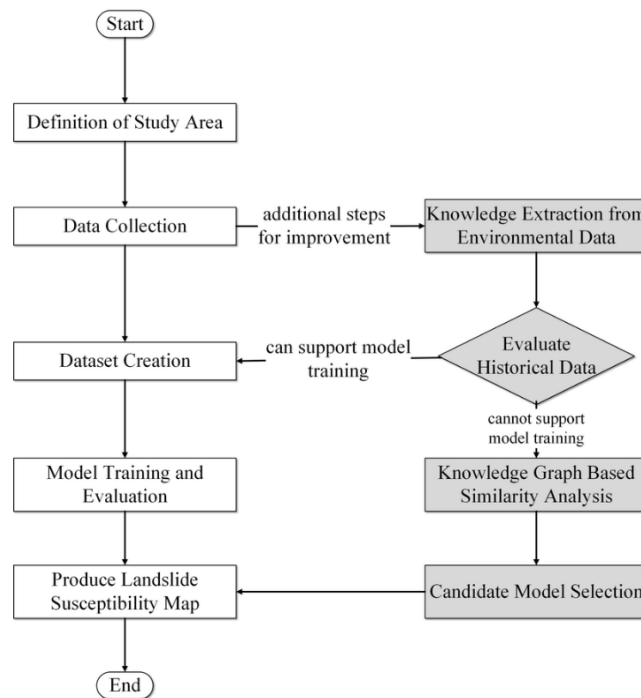 Start
Definition of Study Area
Data Collection
additional steps
for improvement
Knowledge Extraction from
Environmental Data
Dataset Creation
can support model
training
Evaluate
Historical Data
cannot support
model training
Model Training and
Evaluation
Knowledge Graph Based
Similarity Analysis
Produce Landslide
Susceptibility Map
Candidate Model Selection
End